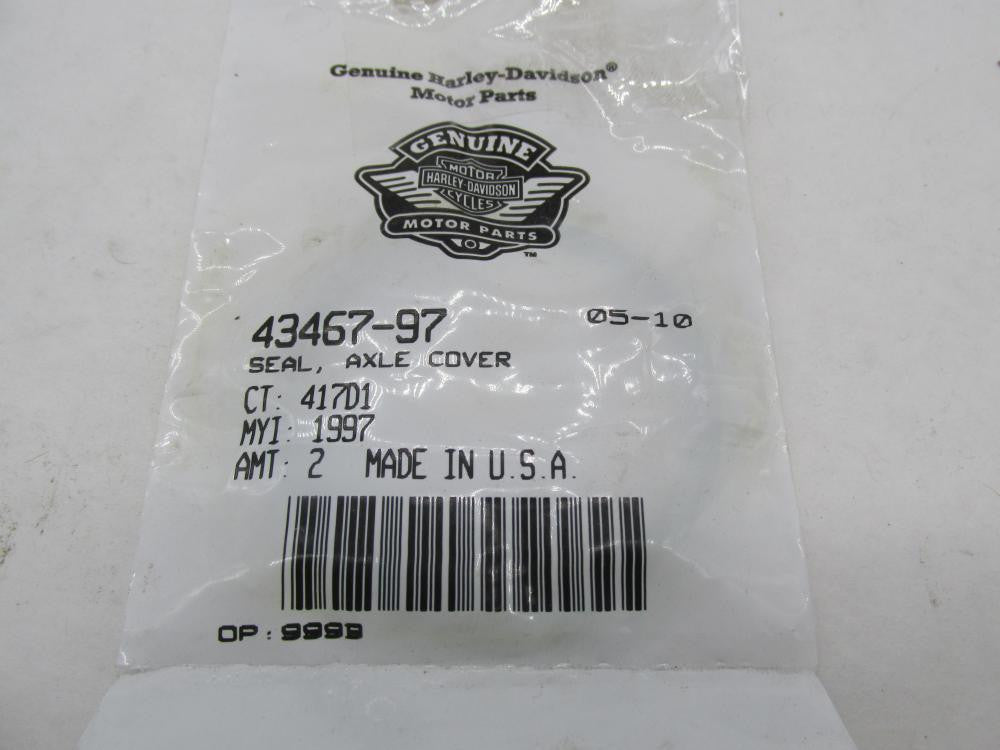 Genuine Harley-Davidson®
Motor Parts
GENUINE
MOTOR
HARLEY-DAVIDSON
CYCLES
MOTOR PARTS
™
43467-97 05-10
SEAL, AXLE COVER
CT: 417D1
MYI: 1997
AMT: 2 MADE IN U.S.A.
OP: